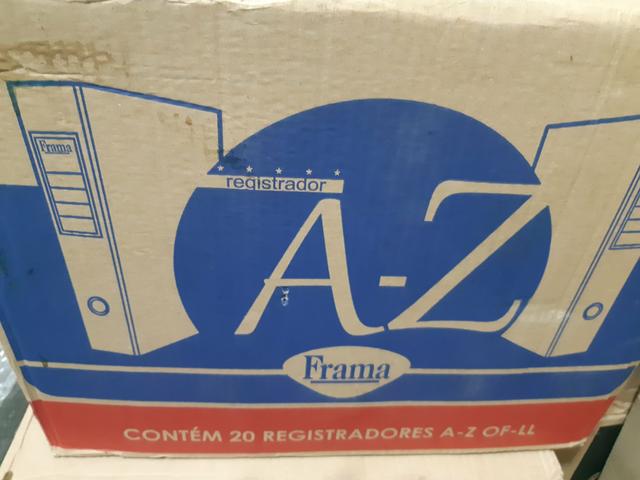 Frama
registrador
A-Z
Frama
CONTÉM 20 REGISTRADORES A-Z OF-LL